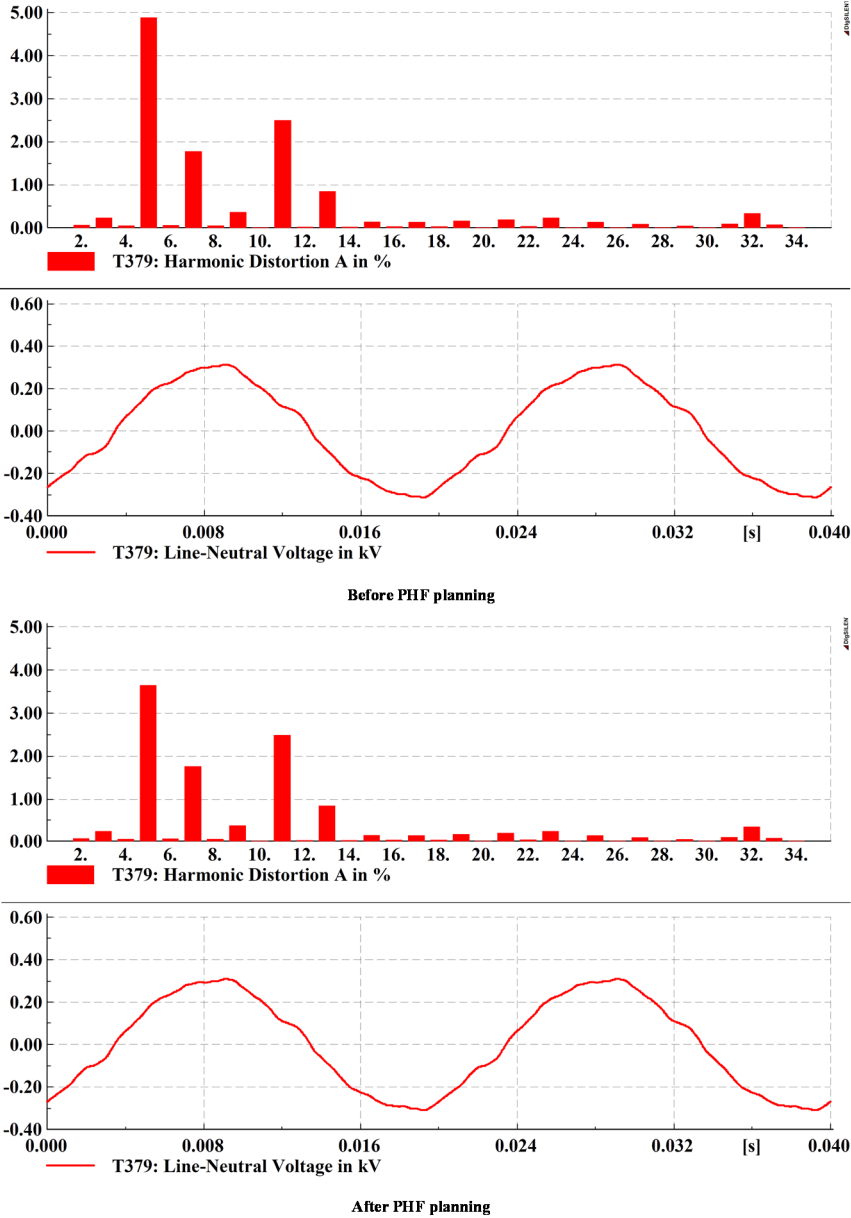 5.00
4.00
3.00
2.00
1.00
0.00
2. 4. 6. 8. 10. 12. 14. 16. 18. 20. 22. 24. 26. 28. 30. 32. 34.
T379: Harmonic Distortion A in %
DIgSILENT
0.60
0.40
0.20
0.00
-0.20
-0.40
0.000 0.008 0.016 0.024 0.032 [s] 0.040
T379: Line-Neutral Voltage in kV
Before PHF planning
5.00
4.00
3.00
2.00
1.00
0.00
2. 4. 6. 8. 10. 12. 14. 16. 18. 20. 22. 24. 26. 28. 30. 32. 34.
T379: Harmonic Distortion A in %
DIgSILEN
0.60
0.40
0.20
0.00
-0.20
-0.40
0.000 0.008 0.016 0.024 0.032 [s] 0.040
T379: Line-Neutral Voltage in kV
After PHF planning